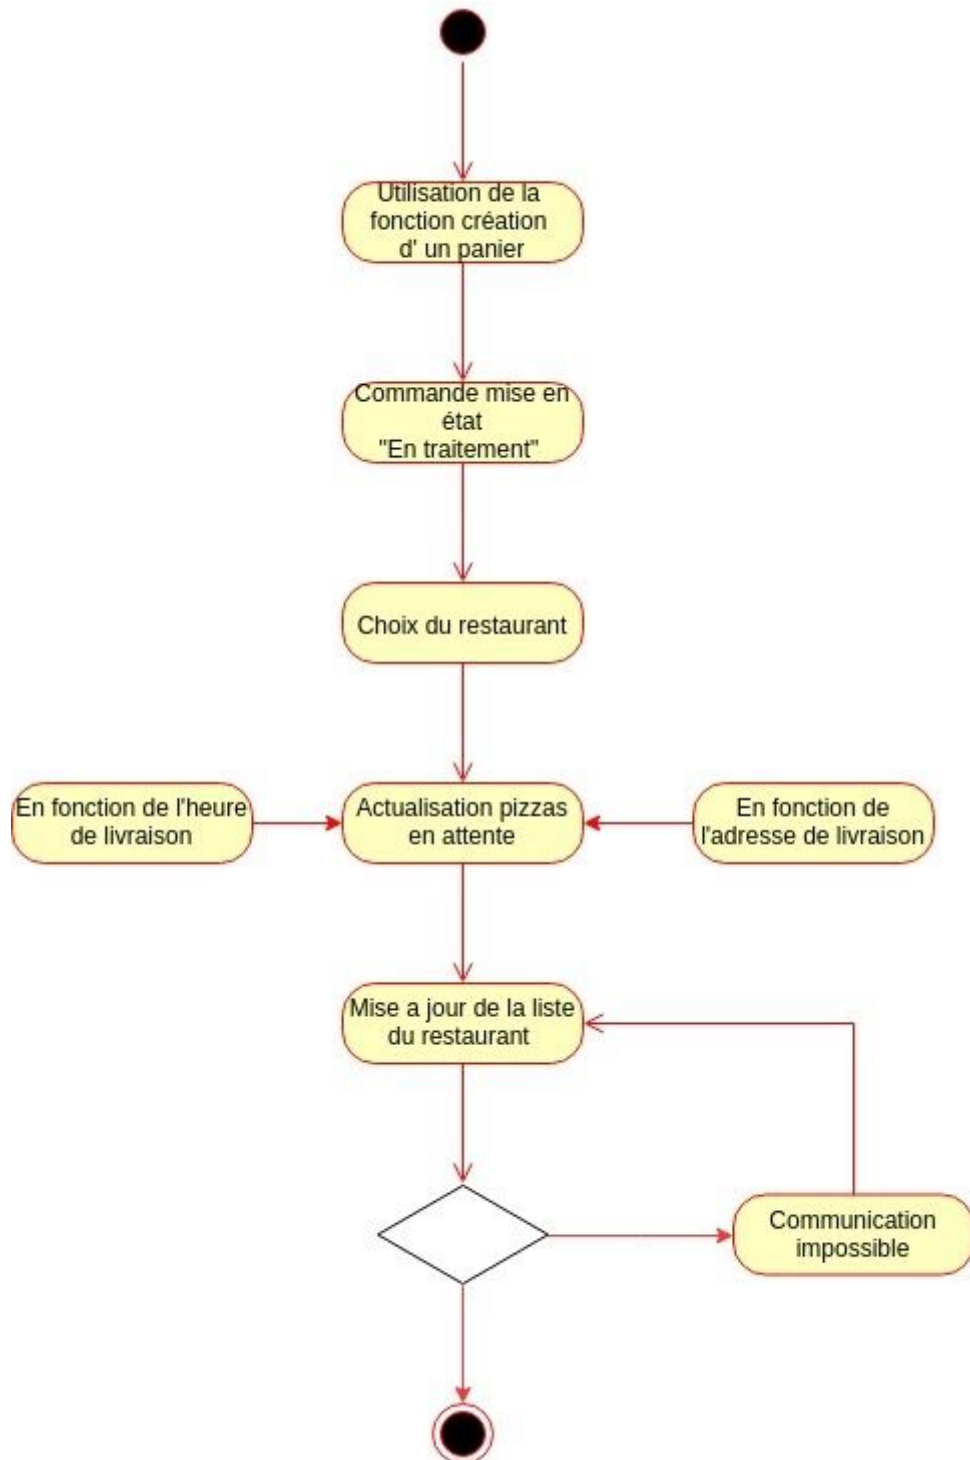 Utilisation de la
fonction création
d' un panier
Commande mise en
état
"En traitement"
Choix du restaurant
En fonction de l'heure
de livraison
Actualisation pizzas
en attente
En fonction de
l'adresse de livraison
Mise a jour de la liste
du restaurant
Communication
impossible